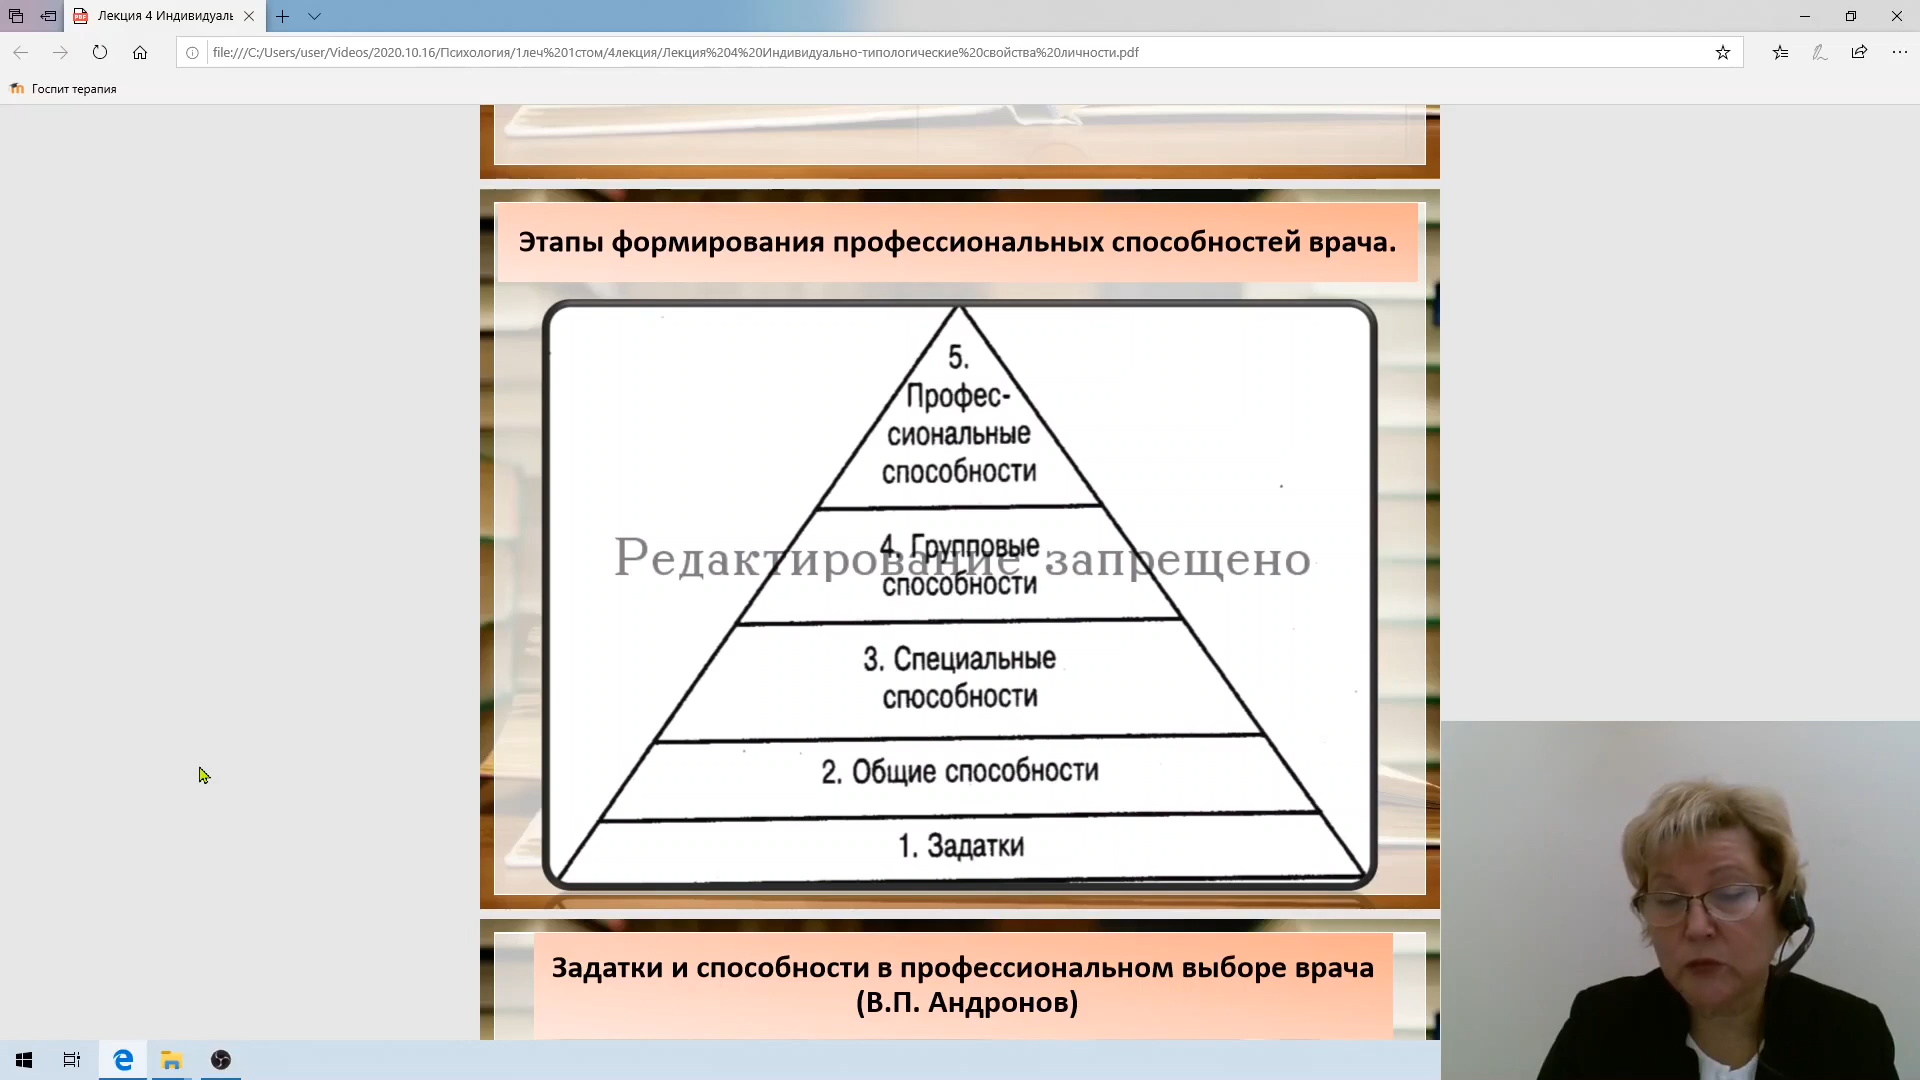 Лекция 4 Индивидуаль
file:///C:/Users/user/Videos/2020.10.16/Психология/1леч%201стом/4лекция/Лекция%204%20Индивидуально-типологические%20свойства%20личности.pdf
Госпит терапия
Этапы формирования профессиональных способностей врача.
5.
Профес-
сиональные
способности
4. Групповые
способности
Редактирование запрещено
3. Специальные
способности
2. Общие способности
1. Задатки
Задатки и способности в профессиональном выборе врача
(В.П. Андронов)